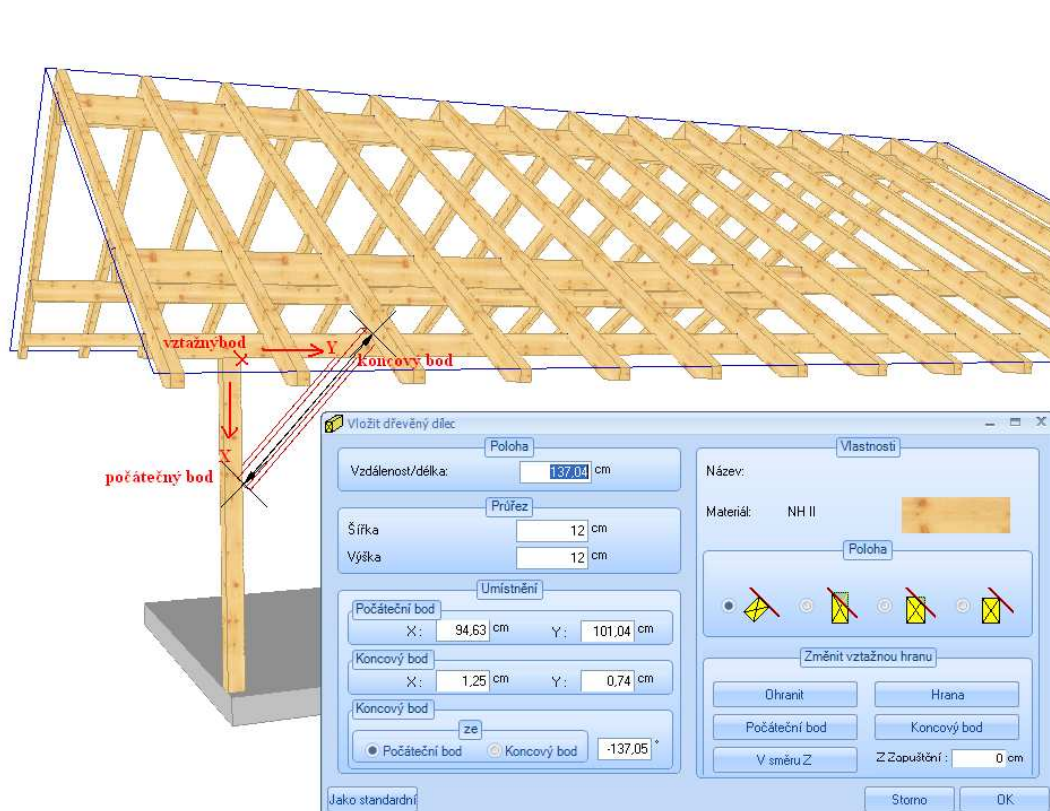 vztažnýbod
Y
koncový bod
X
počátečný bod
Vložit dřevěný dílec
Poloha
Vzdálenost/délka: 137,04 cm
Průřez
Šířka 12 cm
Výška 12 cm
Umístnění
Počáteční bod
X: 94,63 cm Y: 101,04 cm
Koncový bod
X: 1,25 cm Y: 0,74 cm
Koncový bod
ze
Počáteční bod Koncový bod -137,05 °
Jako standardní
Vlastnosti
Název:
Materiál: NH II
Poloha
Změnit vztažnou hranu
Ohranit Hrana
Počáteční bod Koncový bod
V směru Z Z Zapuštění : 0 cm
Storno OK